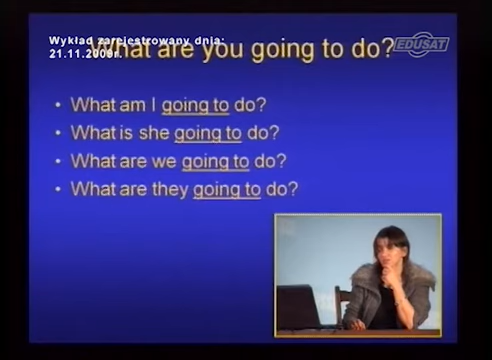 Wykład zarejestrowany dnia:
21.11.2009r.
What are you going to do?
EDUSAT
• What am I going to do?
• What is she going to do?
• What are we going to do?
• What are they going to do?